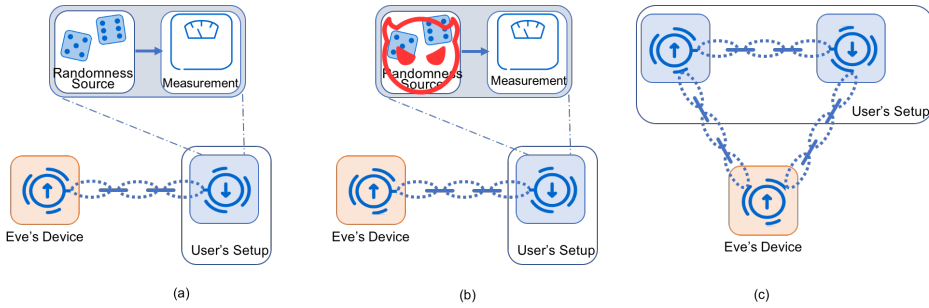 Randomness
Source
Measurement
Eve's Device
User's Setup
(a)
Randomness
Source
Measurement
Eve's Device
User's Setup
(b)
User's Setup
Eve's Device
(c)